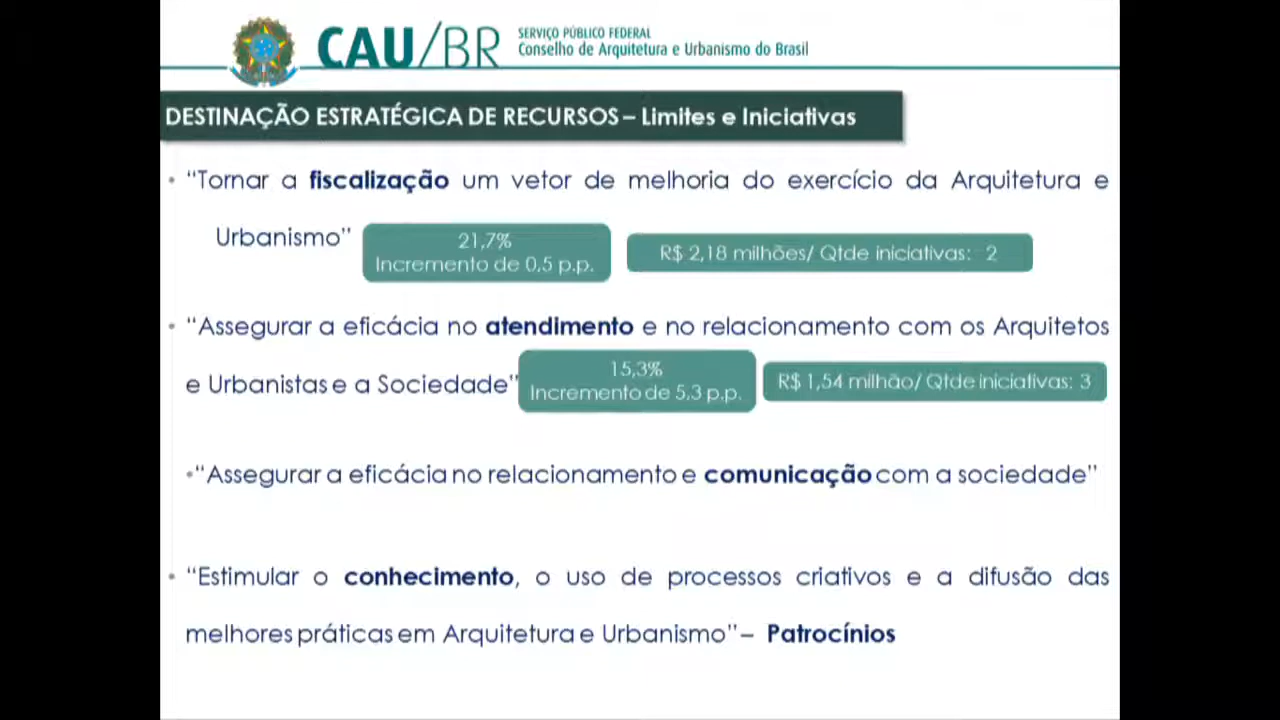 CAU/BR
SERVIÇO PÚBLICO FEDERAL
Conselho de Arquitetura e Urbanismo do Brasil
DESTINAÇÃO ESTRATÉGICA DE RECURSOS – Limites e Iniciativas
• “Tornar a fiscalização um vetor de melhoria do exercício da Arquitetura e
Urbanismo”
21,7%
Incremento de 0,5 p.p.
R$ 2,18 milhões/ Qtde iniciativas: 2
• “Assegurar a eficácia no atendimento e no relacionamento com os Arquitetos
e Urbanistas e a Sociedade”
15,3%
Incremento de 5,3 p.p.
R$ 1,54 milhão/ Qtde iniciativas: 3
•“Assegurar a eficácia no relacionamento e comunicação com a sociedade”
• “Estimular o conhecimento, o uso de processos criativos e a difusão das
melhores práticas em Arquitetura e Urbanismo” – Patrocínios